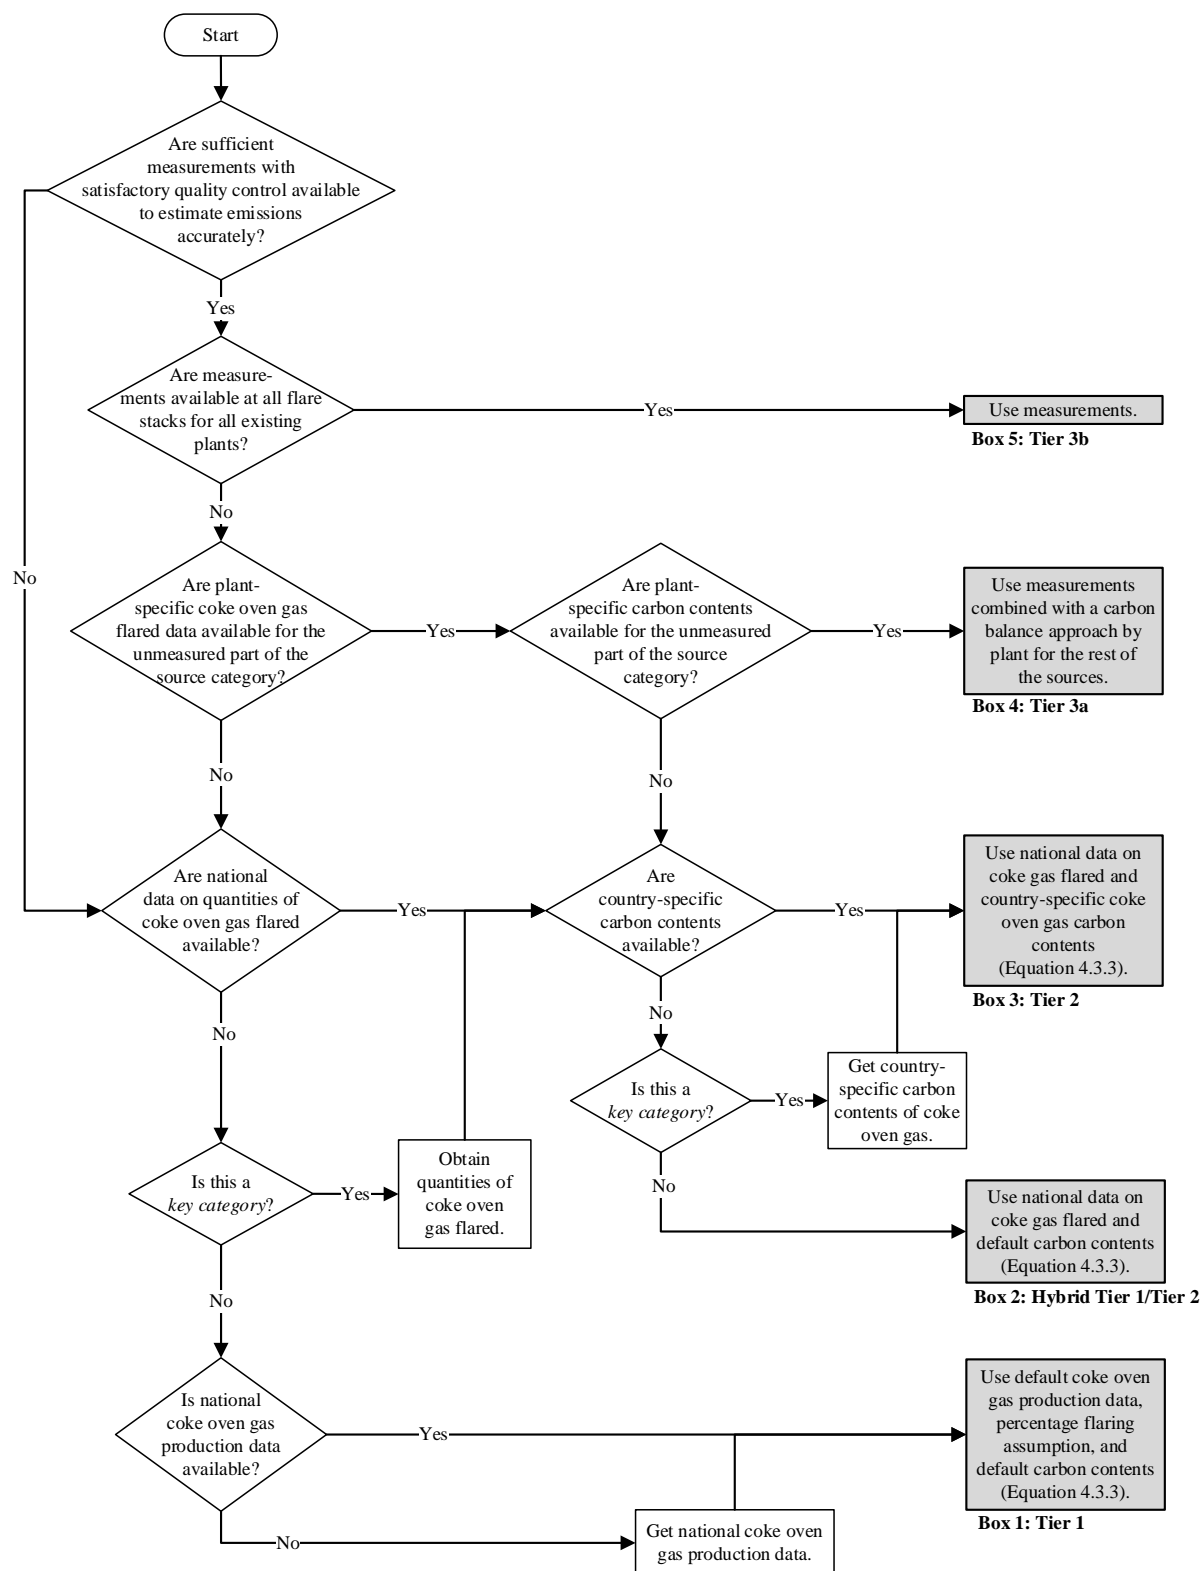 Start
Are sufficient
measurements with
satisfactory quality control available
to estimate emissions
accurately?
Yes
Are measure-
ments available at all flare
stacks for all existing
plants?
Yes
Use measurements.
Box 5: Tier 3b
No
No
Are plant-
specific coke oven gas
flared data available for the
unmeasured part of the
source category?
Yes
Are plant-
specific carbon contents
available for the unmeasured
part of the source
category?
Yes
Use measurements
combined with a carbon
balance approach by
plant for the rest of
the sources.
Box 4: Tier 3a
No
No
Are national
data on quantities of
coke oven gas flared
available?
Yes
Are
country-specific
carbon contents
available?
Yes
Use national data on
coke gas flared and
country-specific coke
oven gas carbon
contents
(Equation 4.3.3).
Box 3: Tier 2
No
No
Is this a
key category?
Yes
Get country-
specific carbon
contents of coke
oven gas.
Is this a
key category?
Yes
Obtain
quantities of
coke oven
gas flared.
No
Use national data on
coke gas flared and
default carbon contents
(Equation 4.3.3).
Box 2: Hybrid Tier 1/Tier 2
No
Is national
coke oven gas
production data
available?
Yes
Use default coke oven
gas production data,
percentage flaring
assumption, and
default carbon contents
(Equation 4.3.3).
Box 1: Tier 1
No
Get national coke oven
gas production data.